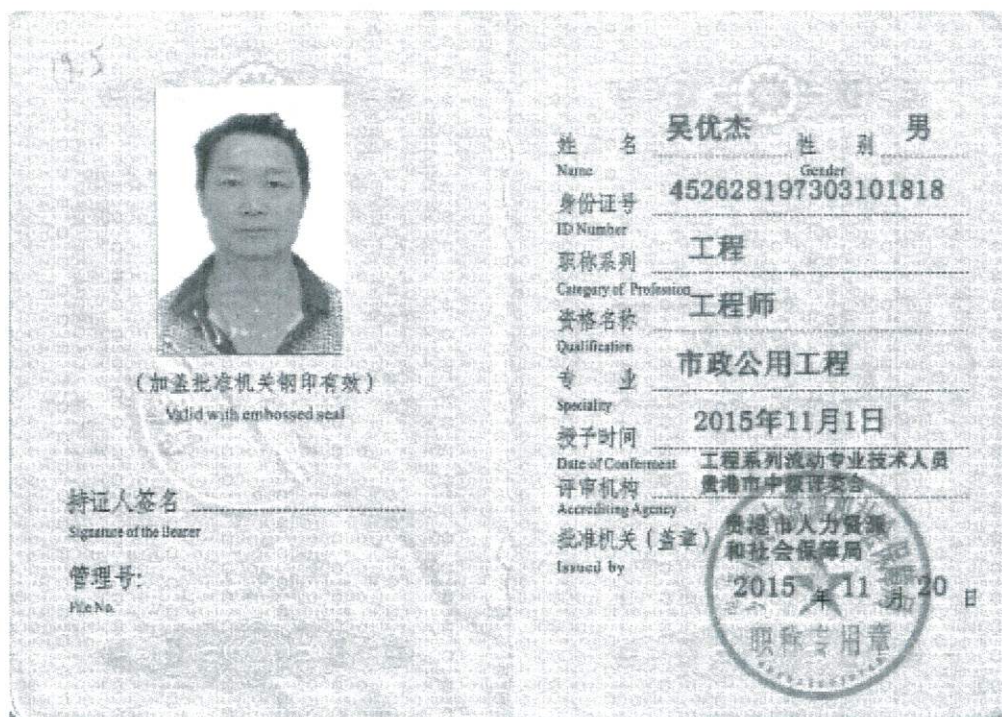 19.5
(加盖批准机关钢印有效)
Valid with embossed seal
持证人签名
Signature of the Bearer
管理号:
File No.
姓 名 吴优杰 性 别 男
Name Gender
身份证号 452628197303101818
ID Number
职称系列 工程
Category of Profession
资格名称 工程师
Qualification
专 业 市政公用工程
Speciality
授予时间 2015年11月1日
Date of Conferment 工程系列流动专业技术人员
评审机构 贵港市中级评委会
Accrediting Agency
批准机关(盖章) 贵港市人力资源
和社会保障局
Issued by
2015 年 11 月 20 日
职称专用章